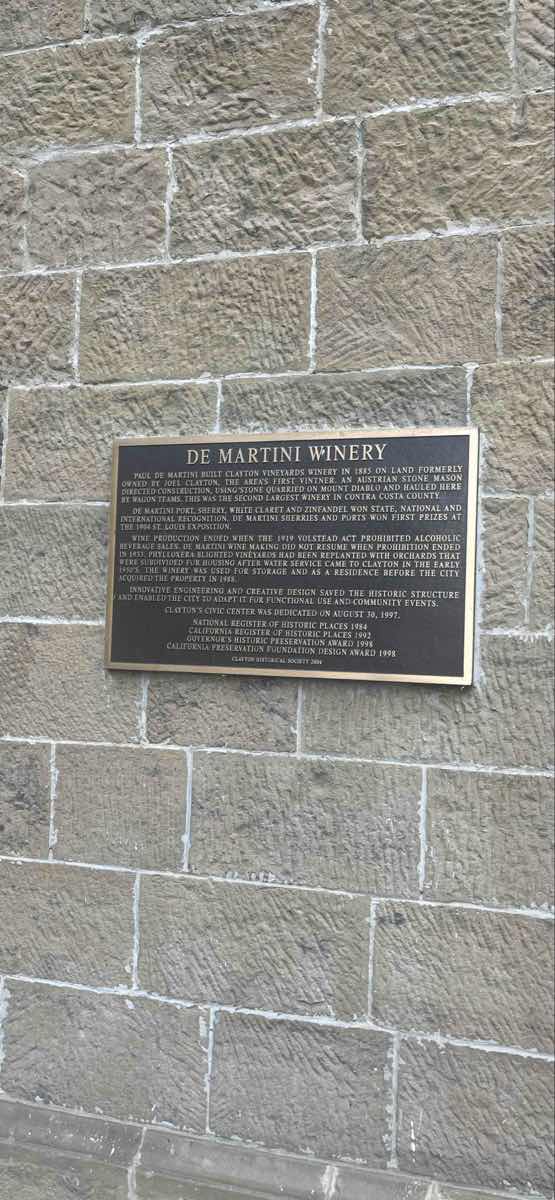 DE MARTINI WINERY
PAUL DE MARTINI BUILT CLAYTON VINEYARDS WINERY IN 1885 ON LAND FORMERLY
OWNED BY JOEL CLAYTON, THE AREA'S FIRST VINTNER. AN AUSTRIAN STONE MASON
DIRECTED CONSTRUCTION, USING STONE QUARRIED ON MOUNT DIABLO AND HAULED HERE
BY WAGON TEAMS. THIS WAS THE SECOND LARGEST WINERY IN CONTRA COSTA COUNTY.
DE MARTINI PORT, SHERRY, WHITE CLARET AND ZINFANDEL WON STATE, NATIONAL AND
INTERNATIONAL RECOGNITION. DE MARTINI SHERRIES AND PORTS WON FIRST PRIZES AT
THE 1904 ST. LOUIS EXPOSITION.
WINE PRODUCTION ENDED WHEN THE 1919 VOLSTEAD ACT PROHIBITED ALCOHOLIC
BEVERAGE SALES. DE MARTINI WINE MAKING DID NOT RESUME WHEN PROHIBITION ENDED
IN 1933. PHYLOXERA-BLIGHTED VINEYARDS HAD BEEN REPLANTED WITH ORCHARDS THAT
WERE SUBDIVIDED FOR HOUSING AFTER WATER SERVICE CAME TO CLAYTON IN THE EARLY
1950'S. THE WINERY WAS USED FOR STORAGE AND AS A RESIDENCE BEFORE THE CITY
ACQUIRED THE PROPERTY IN 1988.
INNOVATIVE ENGINEERING AND CREATIVE DESIGN SAVED THE HISTORIC STRUCTURE
AND ENABLED THE CITY TO ADAPT IT FOR FUNCTIONAL USE AND COMMUNITY EVENTS.
CLAYTON'S CIVIC CENTER WAS DEDICATED ON AUGUST 30, 1997.
NATIONAL REGISTER OF HISTORIC PLACES 1984
CALIFORNIA REGISTER OF HISTORIC PLACES 1992
GOVERNOR'S HISTORIC PRESERVATION AWARD 1998
CALIFORNIA PRESERVATION FOUNDATION DESIGN AWARD 1998
CLAYTON HISTORICAL SOCIETY 2004